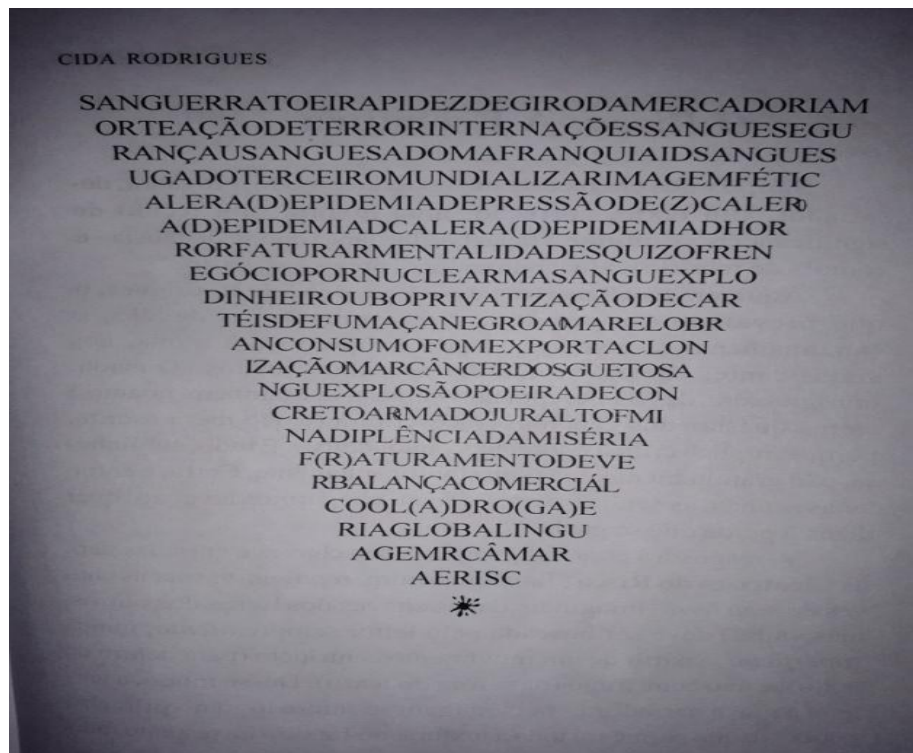 CIDA RODRIGUES
SANGUERRATOEIRAPIDEZDEGIRODAMERCADORIAM
ORTEAÇÃODETERRORINTERNAÇÕESSANGUESEGU
RANÇAUSANGUESADOMAFRANQUIAIDSANGUES
UGADOTERCEIROMUNDIALIZARIMAGEMFÉTIC
ALERA(D)EPIDEMIADEPRESSÃODE(Z)CALERO
A(D)EPIDEMIADCALERA(D)EPIDEMIADHOR
RORFATURARMENTALIDADESQUIZOFREN
EGÓCIOPORNUCLEARMASANGUEXPLO
DINHEIROUBOPRIVATIZAÇÃODECAR
TÉISDEFUMAÇANEGROAMARELOBR
ANCONSUMOFOMEXPORTACLON
IZAÇÃOMARCÂNCERDOSGUETOSA
NGUEXPLOSÃOPOEIRADECON
CRETOARMADOJURALTOFMI
NADIPLÊNCIADAMISÉRIA
F(R)ATURAMENTODEVE
RBALANÇACOMERCIÁL
COOL(A)DRO(GA)E
RIAGLOBALINGU
AGEMRCÂMAR
AERISC